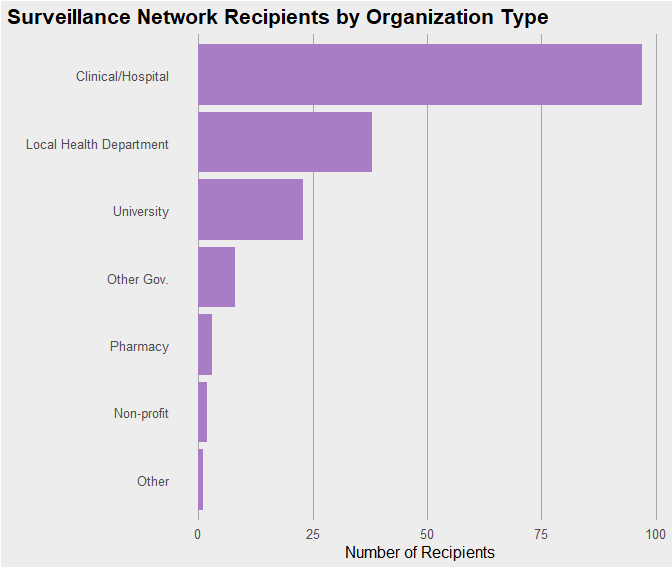 Surveillance Network Recipients by Organization Type
Clinical/Hospital
Local Health Department
University
Other Gov.
Pharmacy
Non-profit
Other
0 25 50 75 100
Number of Recipients